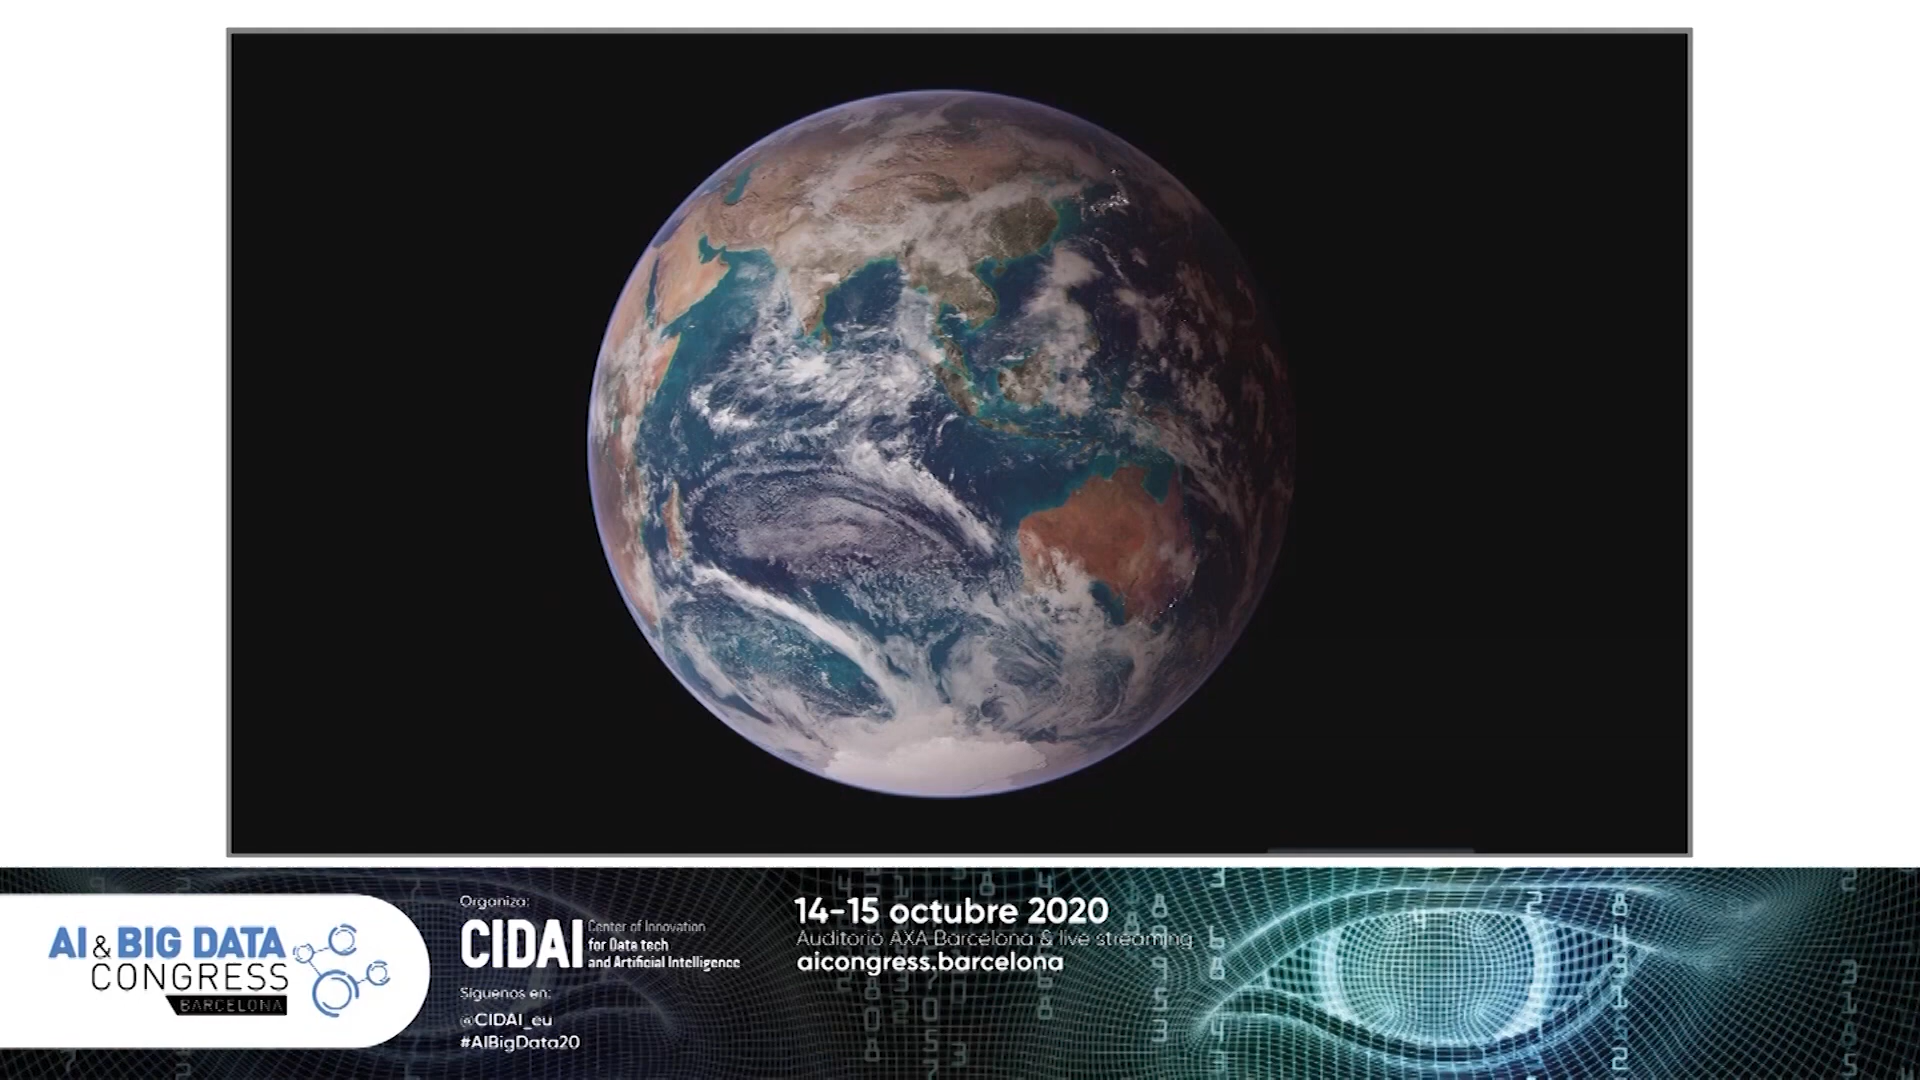 AI & BIG DATA
CONGRESS
BARCELONA
Organiza:
CIDAI
Center of Innovation
for Data tech
and Artificial Intelligence
Síguenos en:
@CIDAI_eu
#AIBigData20
14-15 octubre 2020
Auditorio AXA Barcelona & live streaming
aicongress.barcelona